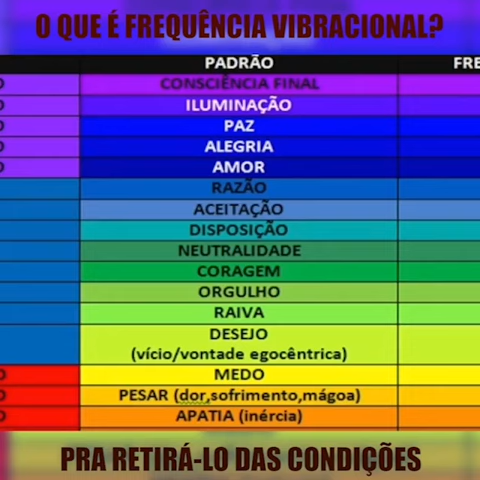 O QUE É FREQUÊNCIA VIBRACIONAL?
PADRÃO FRE
O CONSCIÊNCIA FINAL
O ILUMINAÇÃO
O PAZ
O ALEGRIA
O AMOR
RAZÃO
ACEITAÇÃO
DISPOSIÇÃO
NEUTRALIDADE
CORAGEM
ORGULHO
RAIVA
DESEJO
(vício/vontade egocêntrica)
O MEDO
O PESAR (dor,sofrimento,mágoa)
O APATIA (inércia)
PRA RETIRÁ-LO DAS CONDIÇÕES